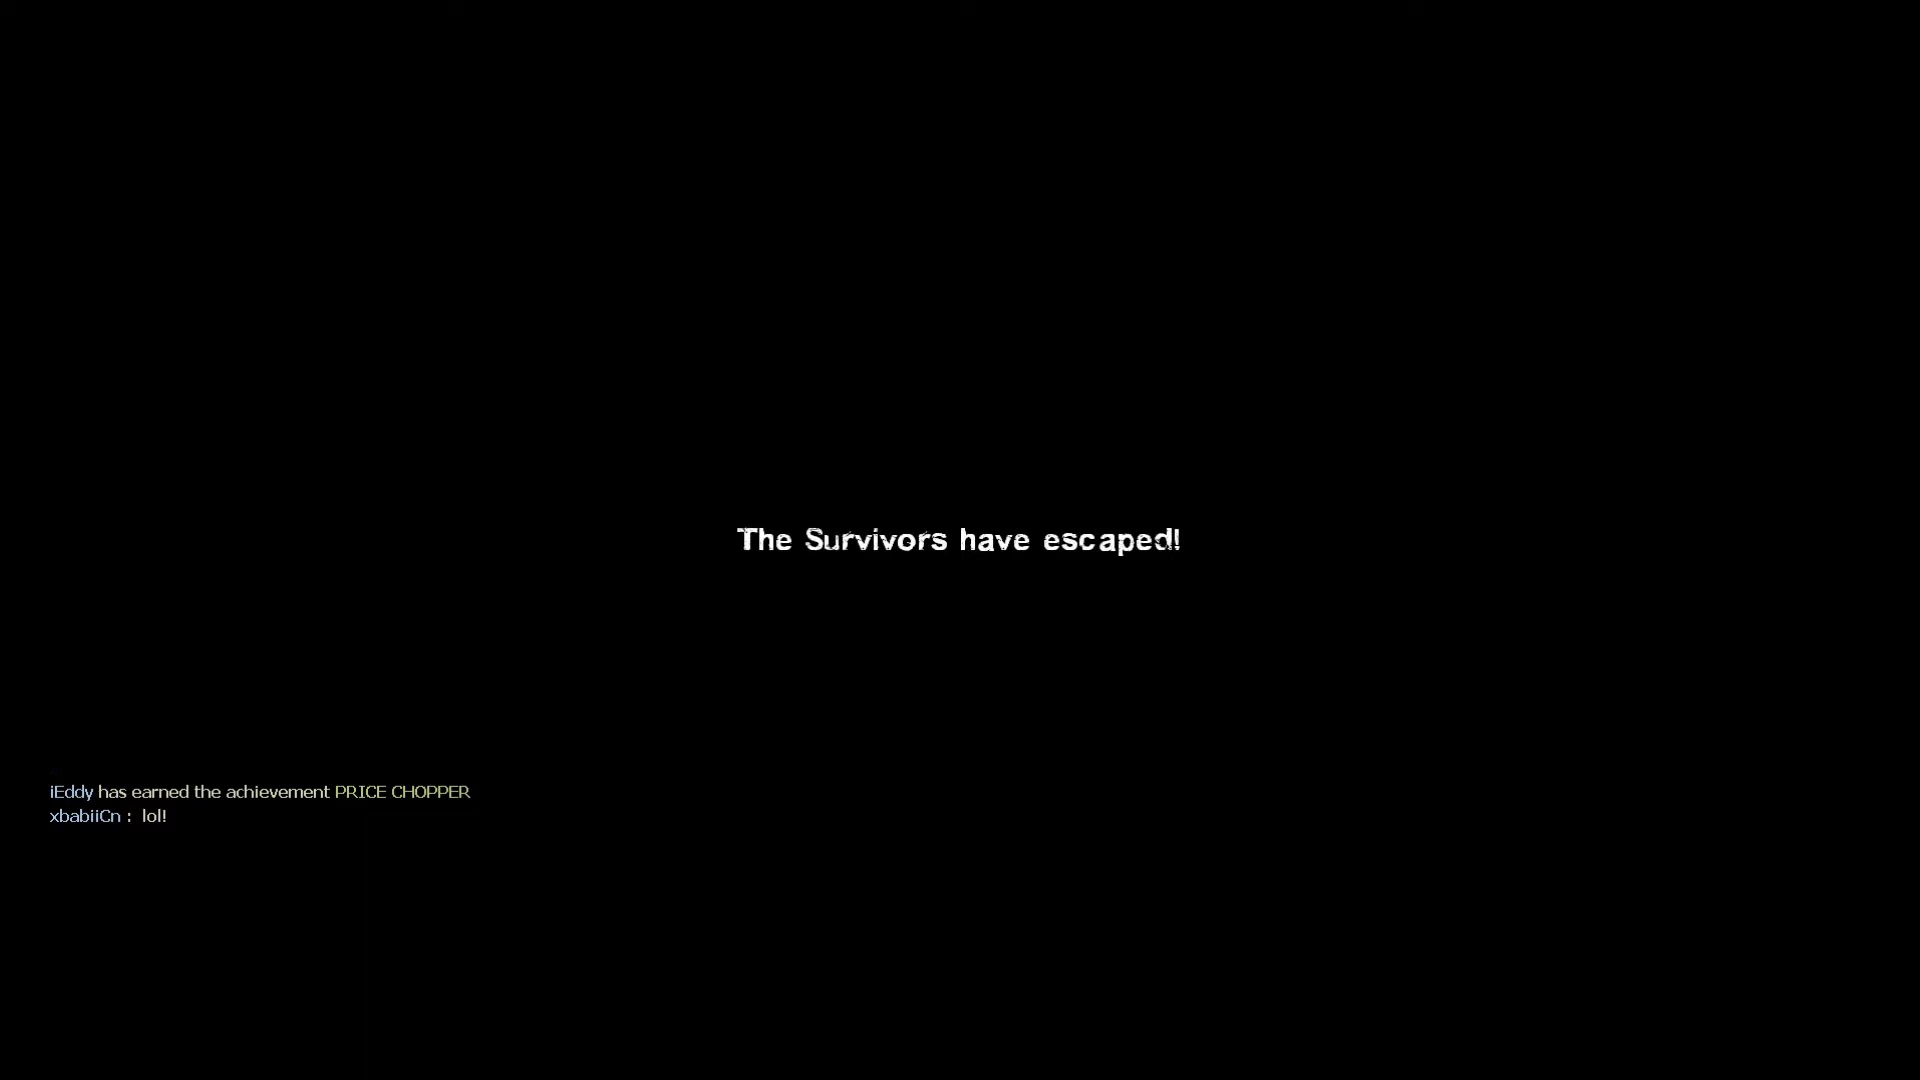 The Survivors have escaped!
iEddy has earned the achievement PRICE CHOPPER
xbabiiCn : lol!